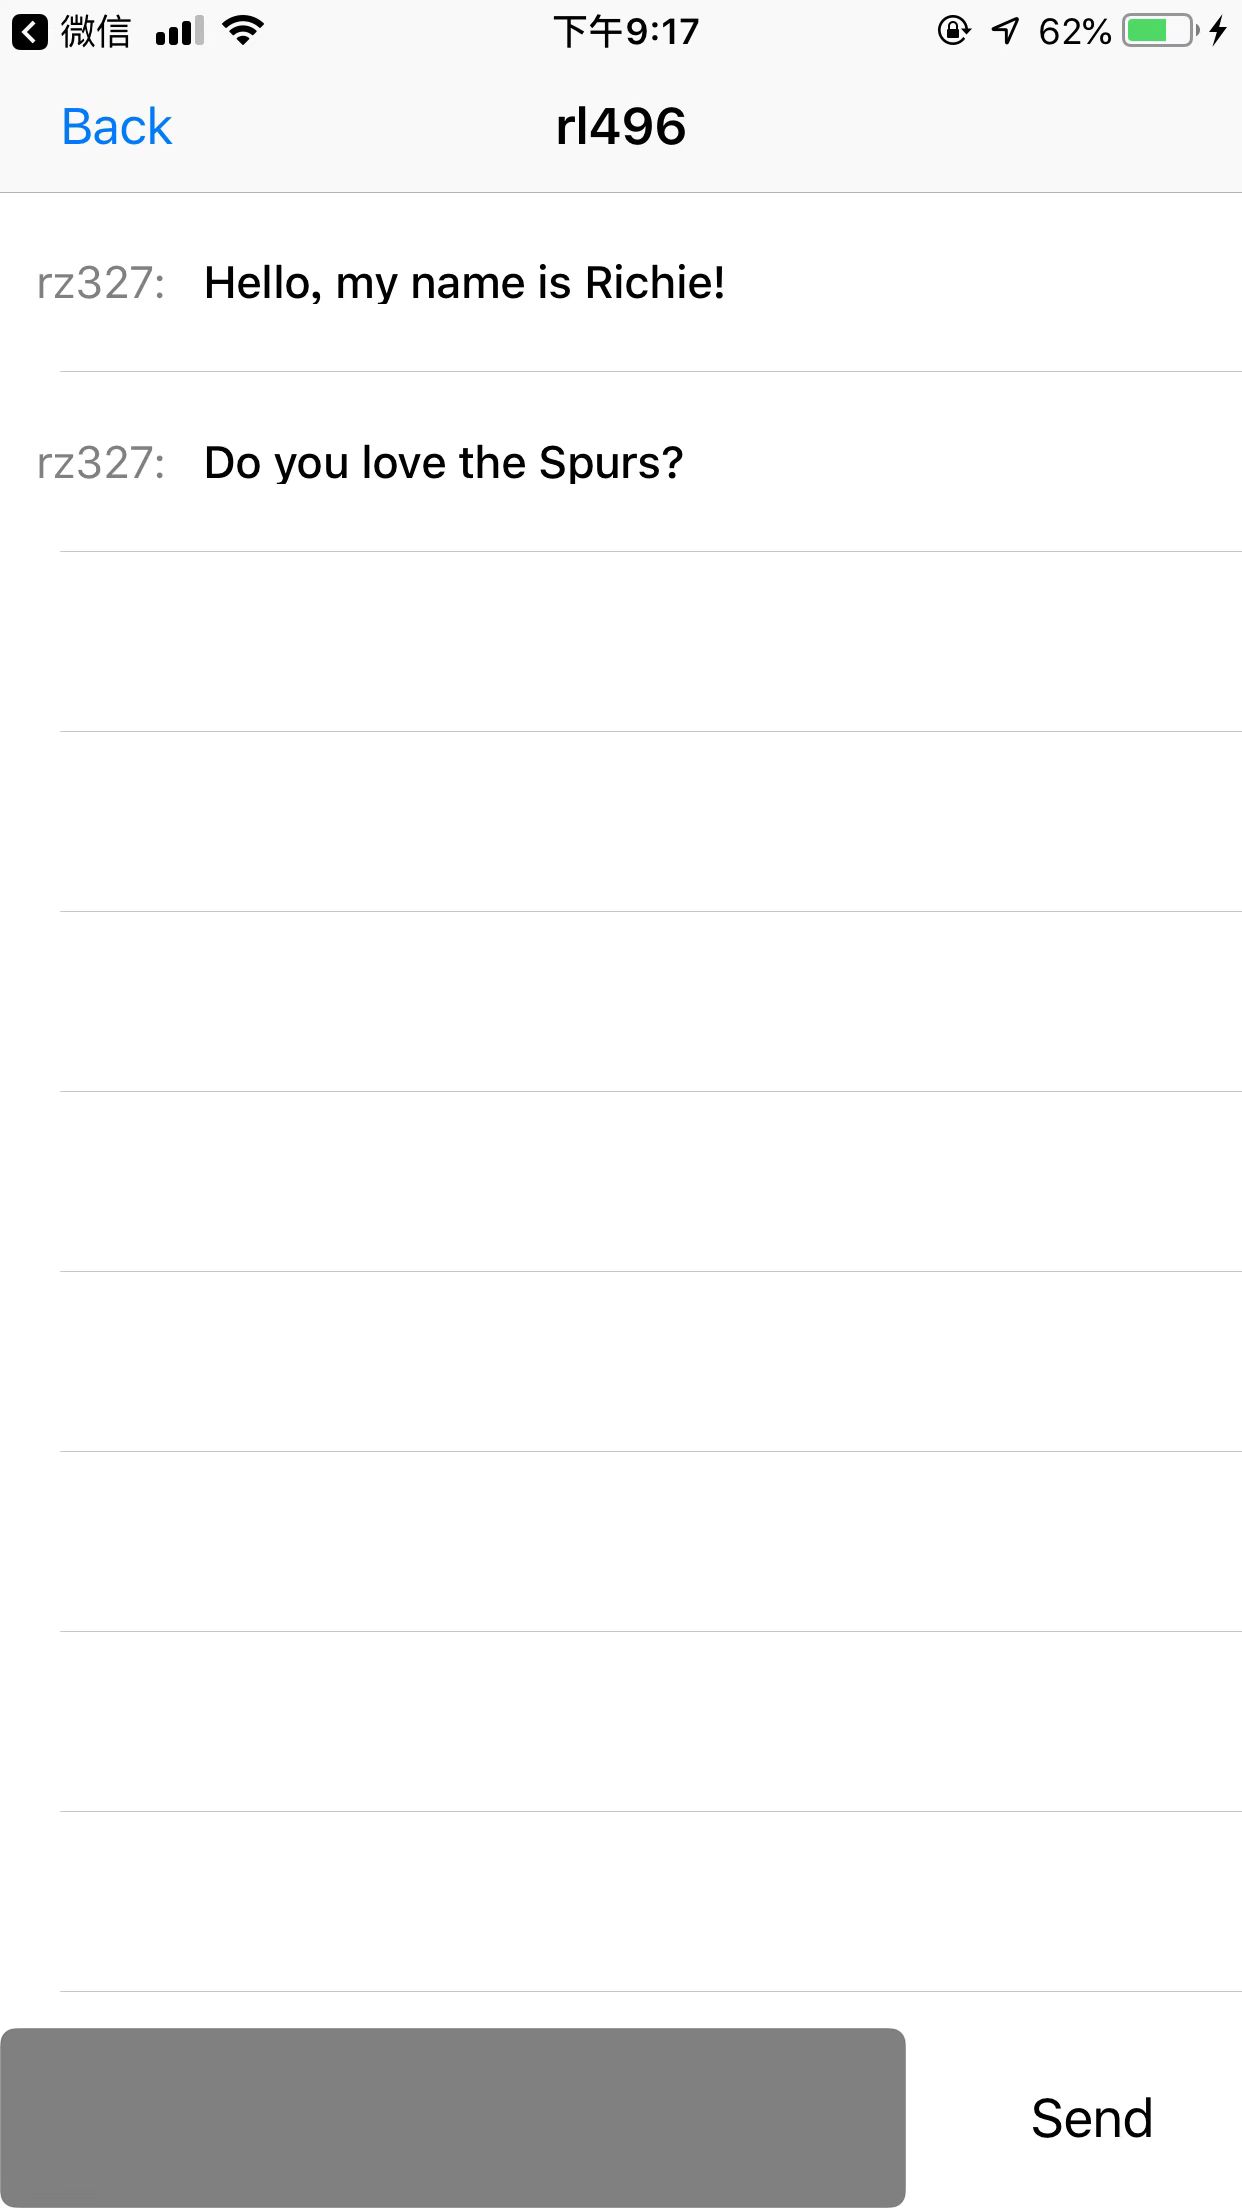 微信 下午9:17 62%
Back rl496
rz327: Hello, my name is Richie!
rz327: Do you love the Spurs?
Send